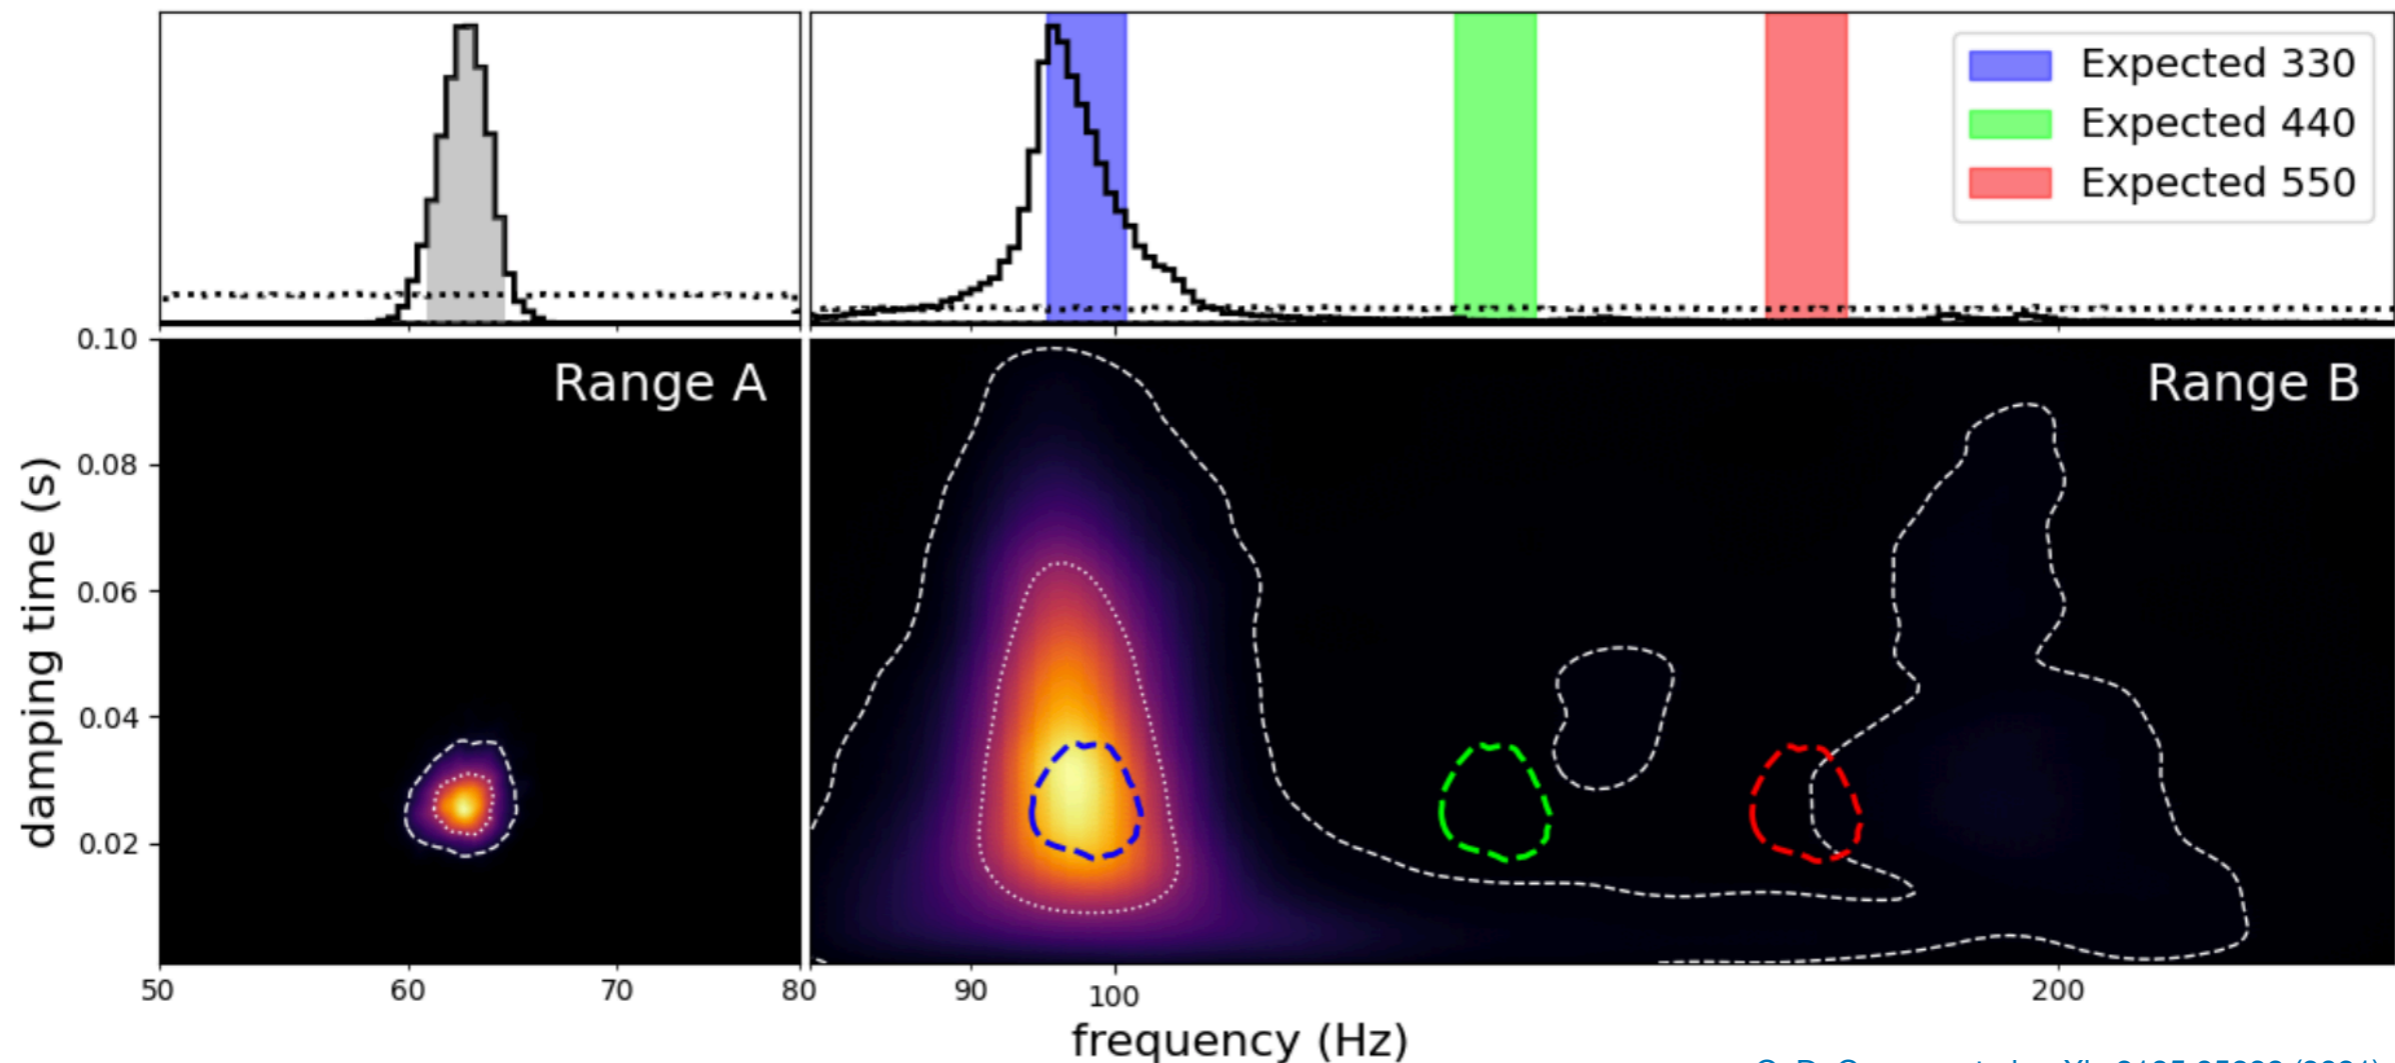 Expected 330
Expected 440
Expected 550
Range A
Range B
0.10
0.08
0.06
0.04
0.02
damping time (s)
50 60 70 80 90 100 200
frequency (Hz)